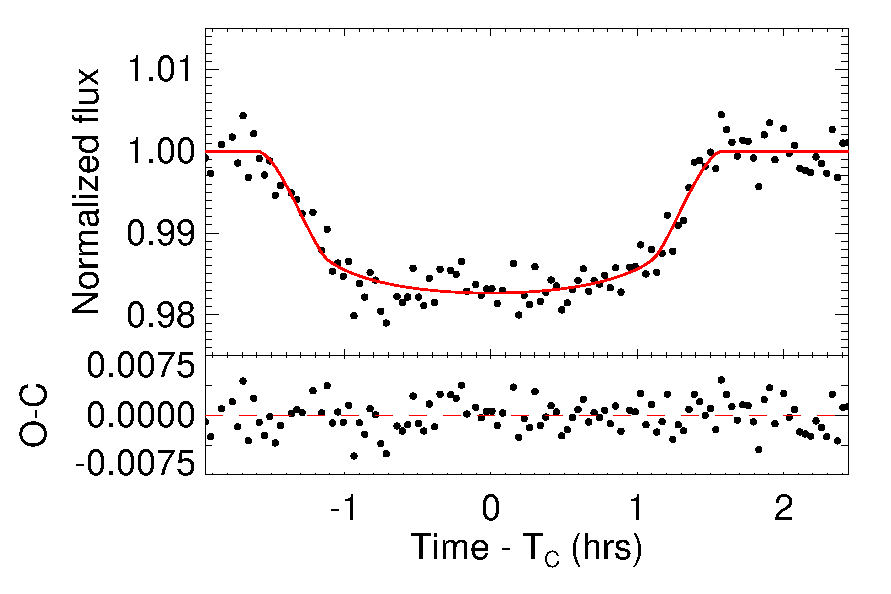 Normalized flux
1.01
1.00
0.99
0.98
O-C
0.0075
0.0000
-0.0075
-1 0 1 2
Time - T_C (hrs)